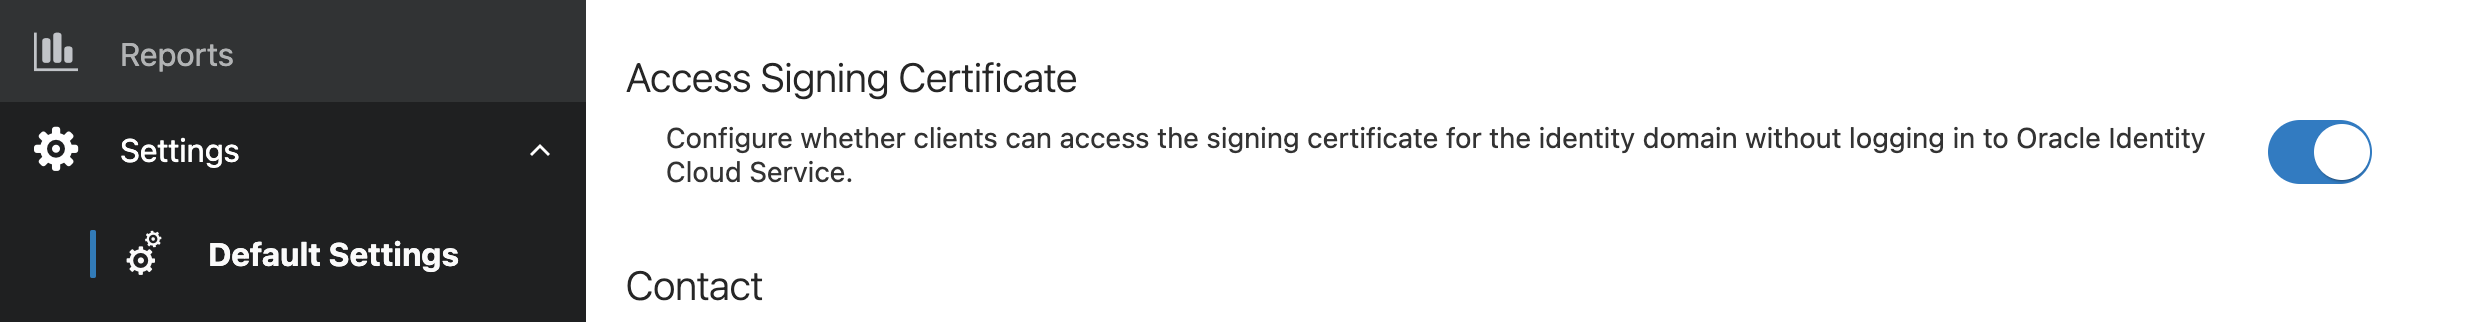 Reports
Settings
Default Settings
Access Signing Certificate
Configure whether clients can access the signing certificate for the identity domain without logging in to Oracle Identity
Cloud Service.
Contact